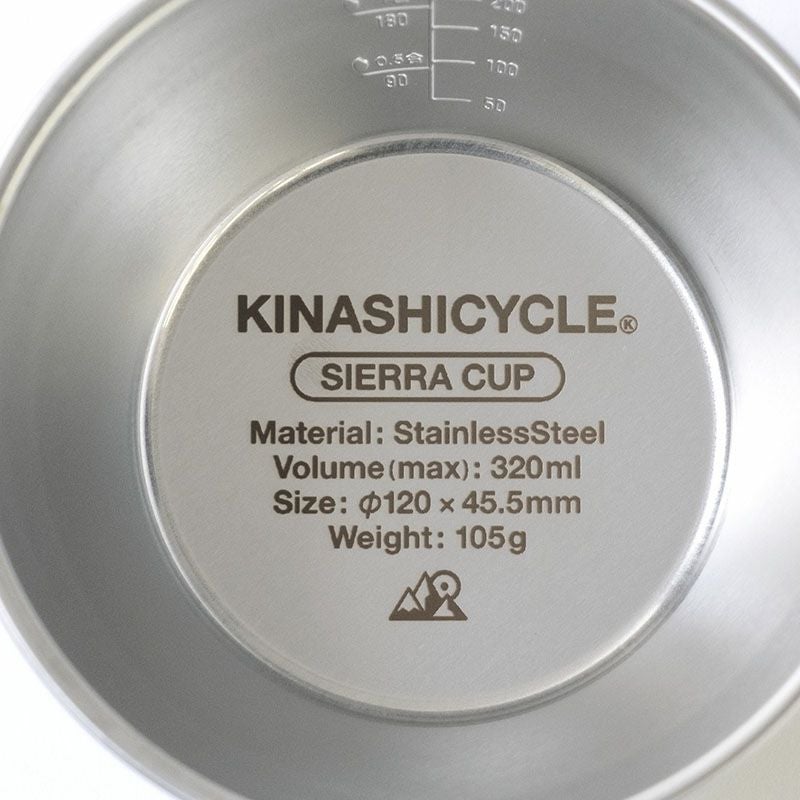 200
180
150
0.5合
100
90
50
KINASHICYCLE
SIERRA CUP
Material: StainlessSteel
Volume(max): 320ml
Size: φ120 × 45.5mm
Weight: 105g